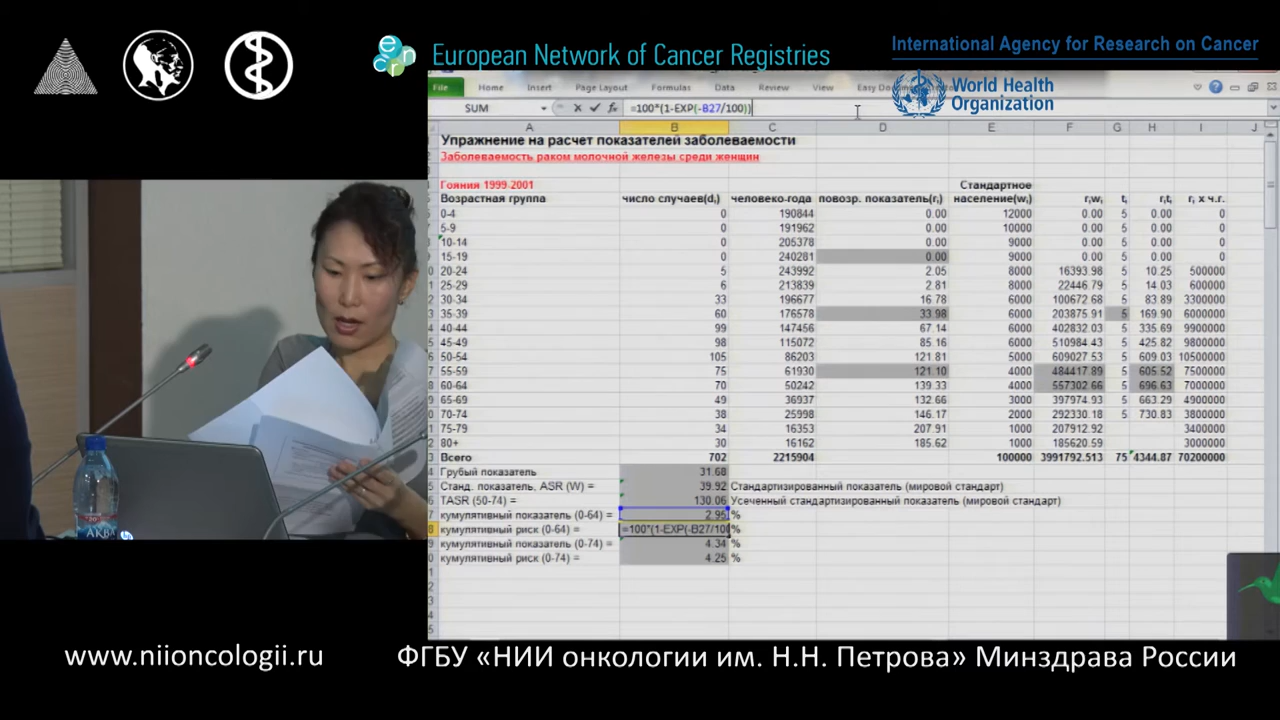 European Network of Cancer Registries
International Agency for Research on Cancer
World Health
Organization
File Home Insert Page Layout Formulas Data Review View
SUM =100*(1-EXP(-B27/100))
A B C D E F G H I J
Упражнение на расчет показателей заболеваемости
Заболеваемость раком молочной железы среди женщин
Гояния 1999-2001 Стандартное
Возрастная группа число случаев(dᵢ) человеко-года повозр. показатель(rᵢ) население(wᵢ) rᵢwᵢ tᵢ rᵢtᵢ rᵢ х ч.г.
0-4 0 190844 0.00 12000 0.00 5 0.00 0
5-9 0 191962 0.00 10000 0.00 5 0.00 0
10-14 0 205378 0.00 9000 0.00 5 0.00 0
15-19 0 240281 0.00 9000 0.00 5 0.00 0
20-24 5 243992 2.05 8000 16393.98 5 10.25 500000
25-29 6 213839 2.81 8000 22446.79 5 14.03 600000
30-34 33 196677 16.78 6000 100672.68 5 83.89 3300000
35-39 60 176578 33.98 6000 203875.91 5 169.90 6000000
40-44 99 147456 67.14 6000 402832.03 5 335.69 9900000
45-49 98 115072 85.16 6000 510984.43 5 425.82 9800000
50-54 105 86203 121.81 5000 609027.53 5 609.03 10500000
55-59 75 61930 121.10 4000 484417.89 5 605.52 7500000
60-64 70 50242 139.33 4000 557302.66 5 696.63 7000000
65-69 49 36937 132.66 3000 397974.93 5 663.29 4900000
70-74 38 25998 146.17 2000 292330.18 5 730.83 3800000
75-79 34 16353 207.91 1000 207912.92 3400000
80+ 30 16162 185.62 1000 185620.59 3000000
Всего 702 2215904 100000 3991792.513 75 4344.87 70200000
Грубый показатель 31.68
Станд. показатель, ASR (W) = 39.92 Стандартизированный показатель (мировой стандарт)
TASR (50-74) = 130.06 Усеченный стандартизированный показатель (мировой стандарт)
кумулятивный показатель (0-64) = 2.95 %
кумулятивный риск (0-64) = =100*(1-EXP(-B27/100 %
кумулятивный показатель (0-74) = 4.34 %
кумулятивный риск (0-74) = 4.25 %
АКВА
www.niioncologii.ru ФГБУ «НИИ онкологии им. Н.Н. Петрова» Минздрава России